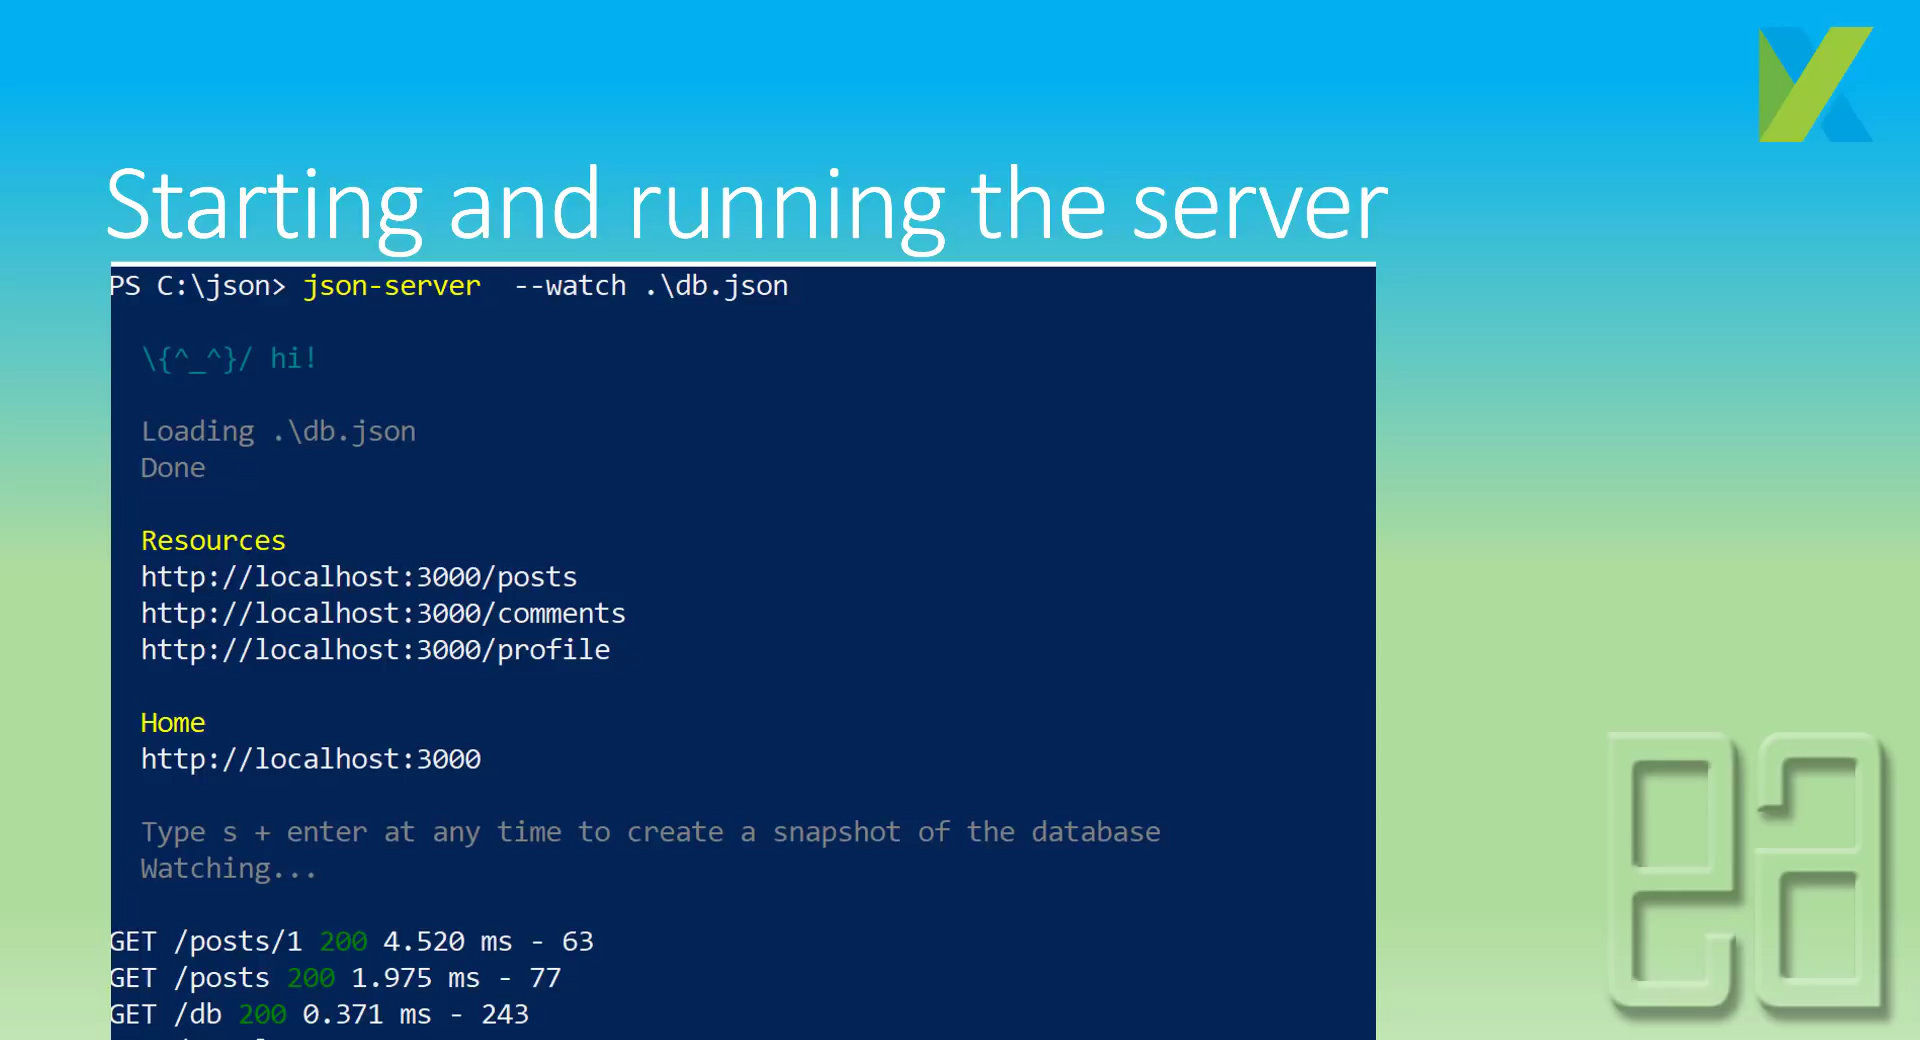 Starting and running the server
PS C:\json> json-server  --watch .\db.json
\{^_^}/ hi!
Loading .\db.json
Done
Resources
http://localhost:3000/posts
http://localhost:3000/comments
http://localhost:3000/profile
Home
http://localhost:3000
Type s + enter at any time to create a snapshot of the database
Watching...
GET /posts/1 200 4.520 ms - 63
GET /posts 200 1.975 ms - 77
GET /db 200 0.371 ms - 243
ea